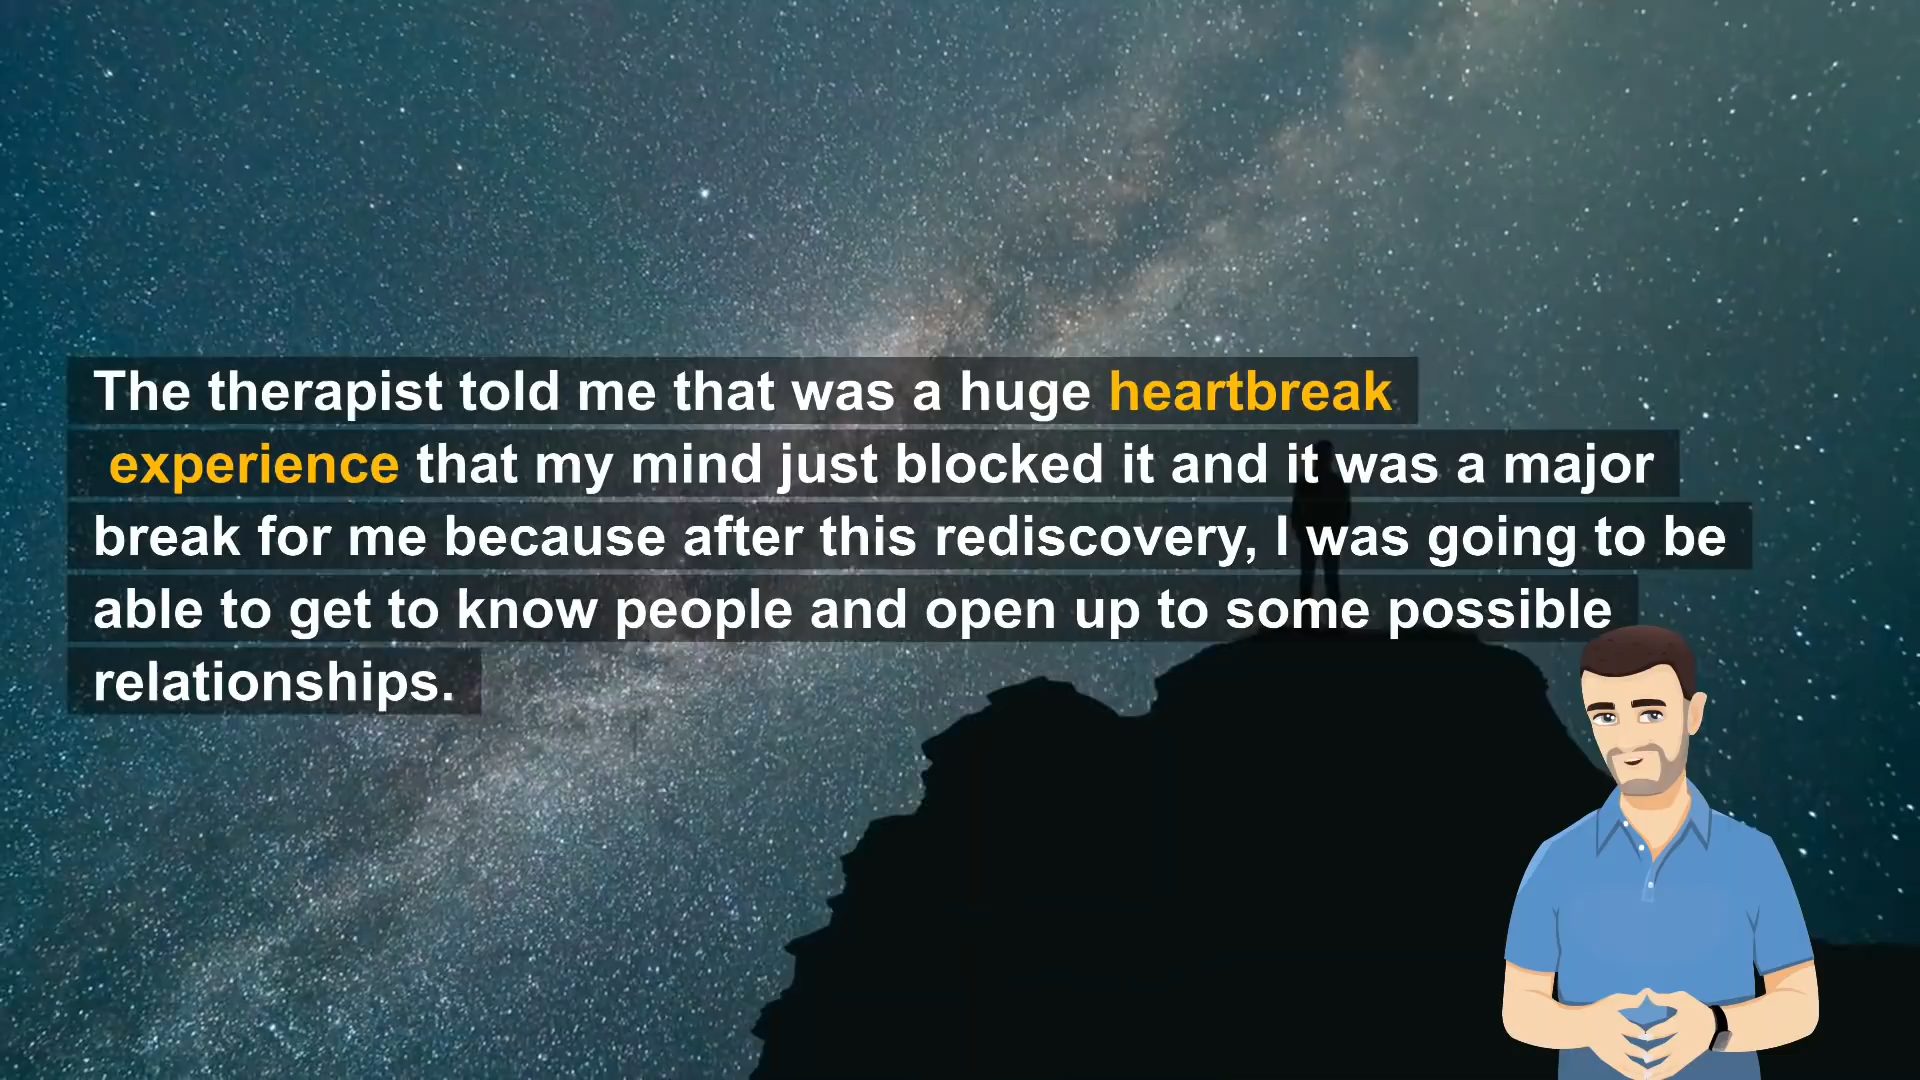 The therapist told me that was a huge heartbreak
experience that my mind just blocked it and it was a major
break for me because after this rediscovery, I was going to be
able to get to know people and open up to some possible
relationships.